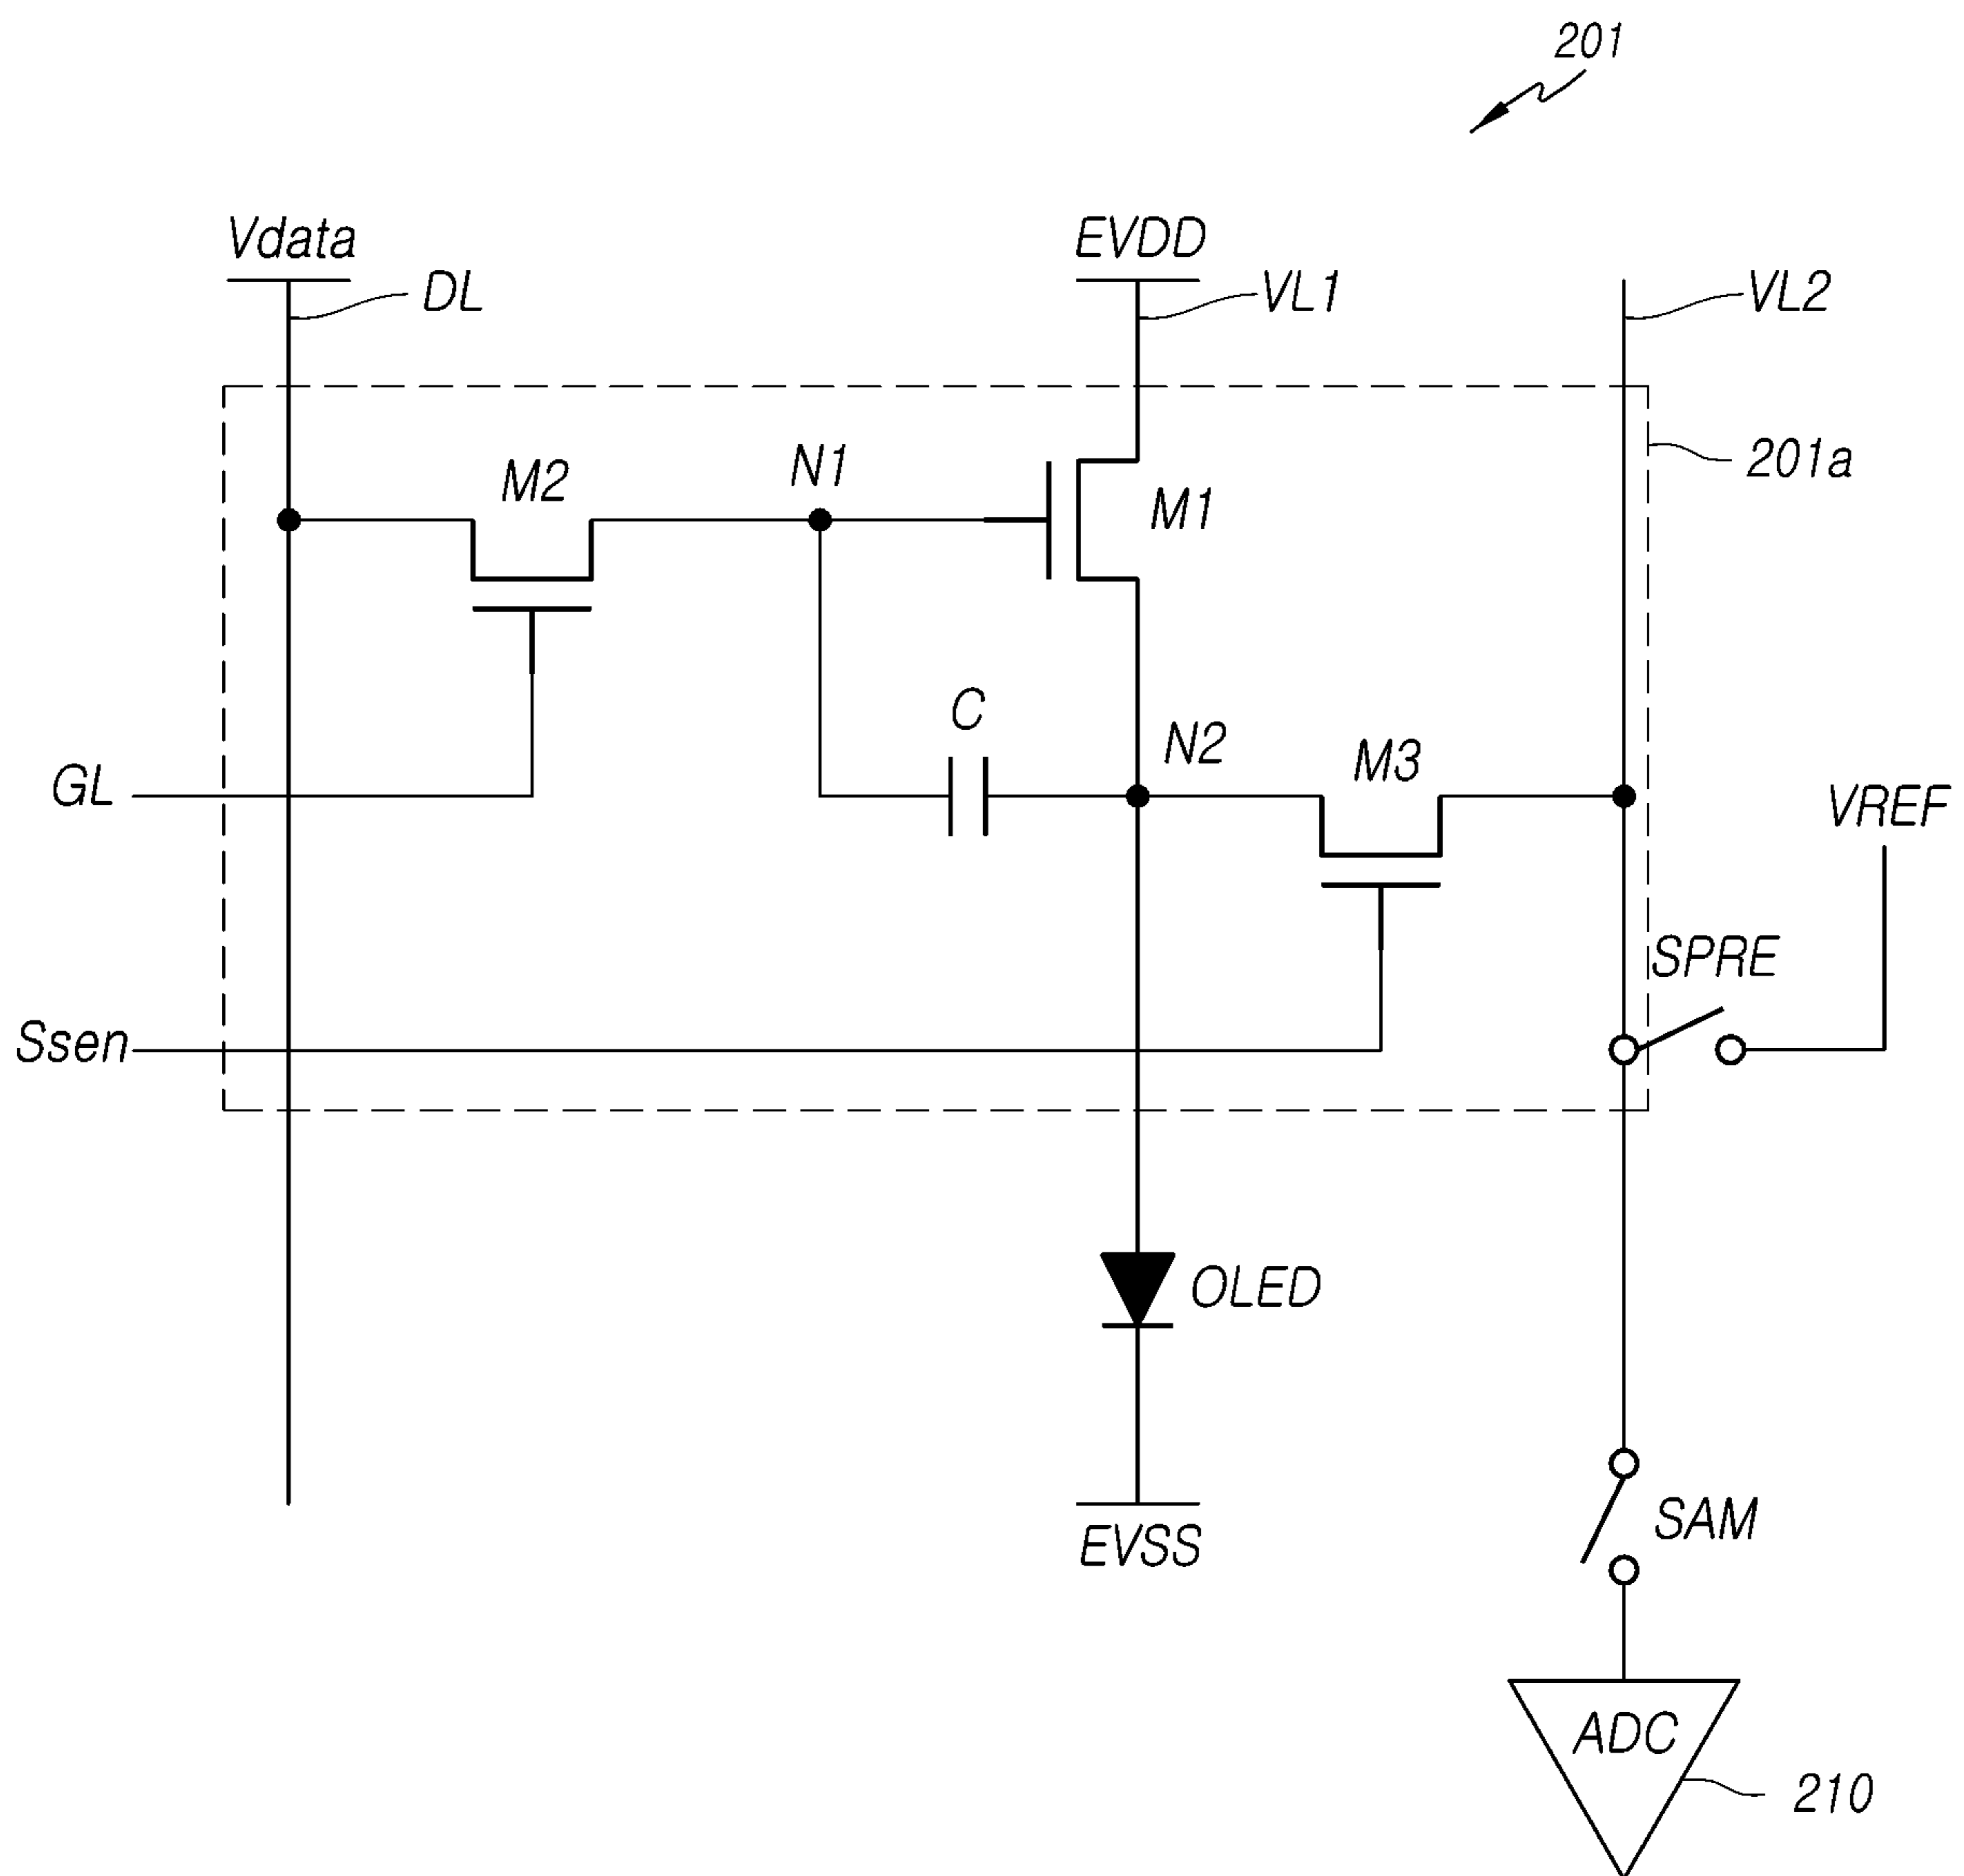 201
Vdata
EVDD
DL
VL1
VL2
201a
M2
N1
M1
C
N2
M3
GL
VREF
SPRE
Ssen
OLED
SAM
EVSS
ADC
210